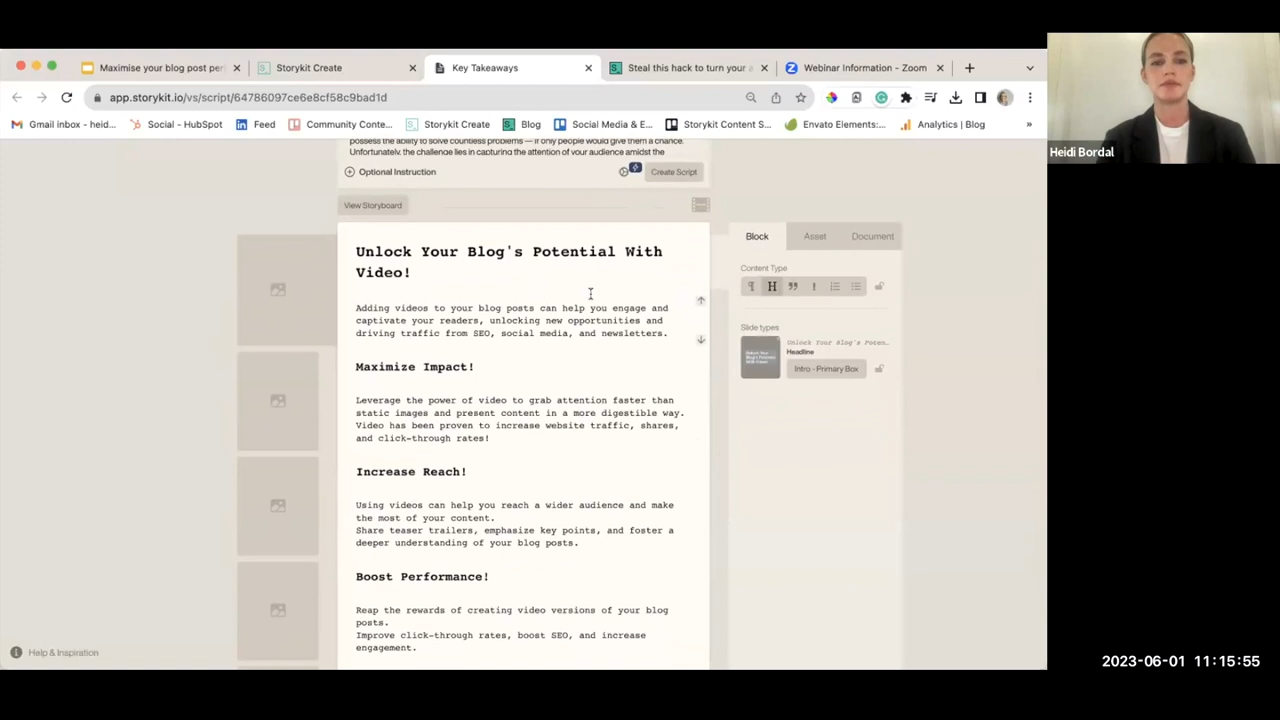 Maximise your blog post per
Storykit Create
Key Takeaways
Steal this hack to turn your a
Webinar Information - Zoom
app.storykit.io/vs/script/64786097ce6e8cf58c9bad1d
Gmail inbox - heid...
Social - HubSpot
Feed
Community Conte...
Storykit Create
Blog
Social Media & E...
Storykit Content S...
Envato Elements:...
Analytics | Blog
»
possess the ability to solve countless problems — if only people would give them a chance.
Unfortunately, the challenge lies in capturing the attention of your audience amidst the
Optional Instruction
Create Script
View Storyboard
Unlock Your Blog's Potential With
Video!
Adding videos to your blog posts can help you engage and
captivate your readers, unlocking new opportunities and
driving traffic from SEO, social media, and newsletters.
Maximize Impact!
Leverage the power of video to grab attention faster than
static images and present content in a more digestible way.
Video has been proven to increase website traffic, shares,
and click-through rates!
Increase Reach!
Using videos can help you reach a wider audience and make
the most of your content.
Share teaser trailers, emphasize key points, and foster a
deeper understanding of your blog posts.
Boost Performance!
Reap the rewards of creating video versions of your blog
posts.
Improve click-through rates, boost SEO, and increase
engagement.
Block
Asset
Document
Content Type
Slide types
Unlock Your Blog's Poten...
Headline
Intro - Primary Box
Help & Inspiration
Heidi Bordal
2023-06-01 11:15:55